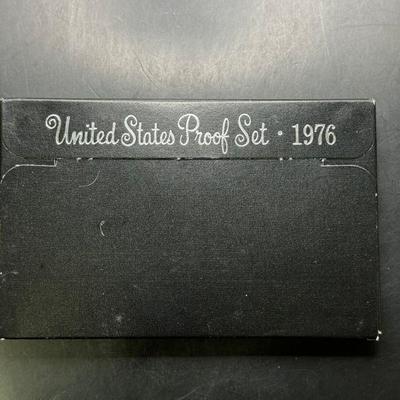 United States Proof Set · 1976